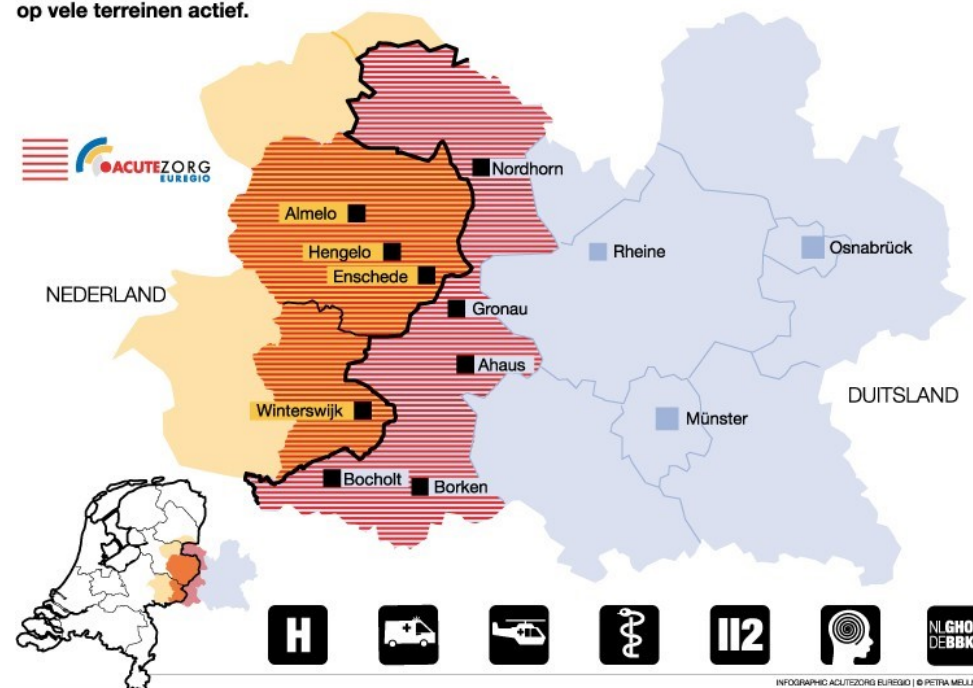 op vele terreinen actief.
ACUTEZORG
EUREGIO
Nordhorn
Almelo
Hengelo
Enschede
Rheine
Osnabrück
NEDERLAND
Gronau
Ahaus
DUITSLAND
Winterswijk
Münster
Bocholt
Borken
H
112
NLGHO
DEBBK
INFOGRAPHIC ACUTEZORG EUREGIO | © PETRA